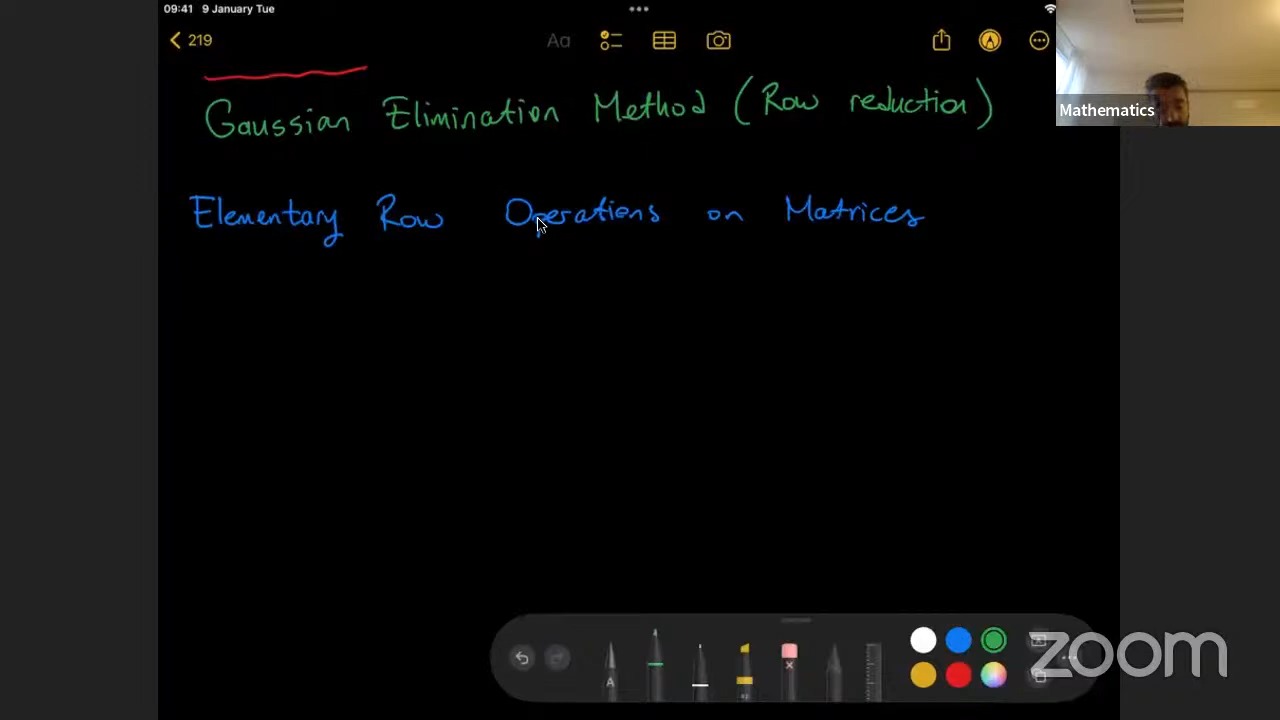 09:41 9 January Tue
219
Aa
Mathematics
Gaussian Elimination Method (Row reduction)
Elementary Row Operations on Matrices
A
zoom